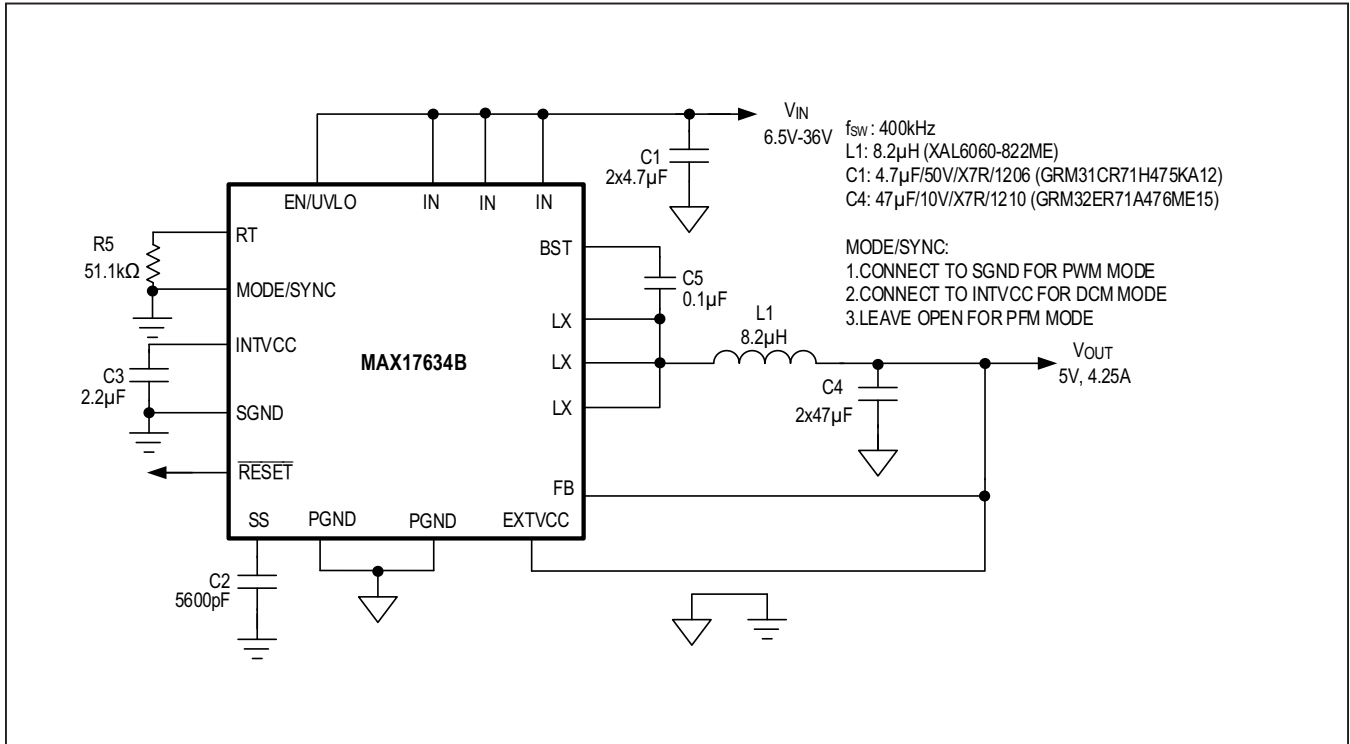 VIN
6.5V-36V
fSW : 400kHz
L1: 8.2µH (XAL6060-822ME)
C1: 4.7µF/50V/X7R/1206 (GRM31CR71H475KA12)
C4: 47µF/10V/X7R/1210 (GRM32ER71A476ME15)
C1
2x4.7µF
EN/UVLO
IN
IN
IN
RT
R5
51.1kΩ
MODE/SYNC
BST
C5
0.1µF
MODE/SYNC:
1.CONNECT TO SGND FOR PWM MODE
2.CONNECT TO INTVCC FOR DCM MODE
3.LEAVE OPEN FOR PFM MODE
INTVCC
C3
2.2µF
SGND
RESET
MAX17634B
LX
LX
LX
L1
8.2µH
VOUT
5V, 4.25A
C4
2x47µF
FB
SS
PGND
PGND
EXTVCC
C2
5600pF